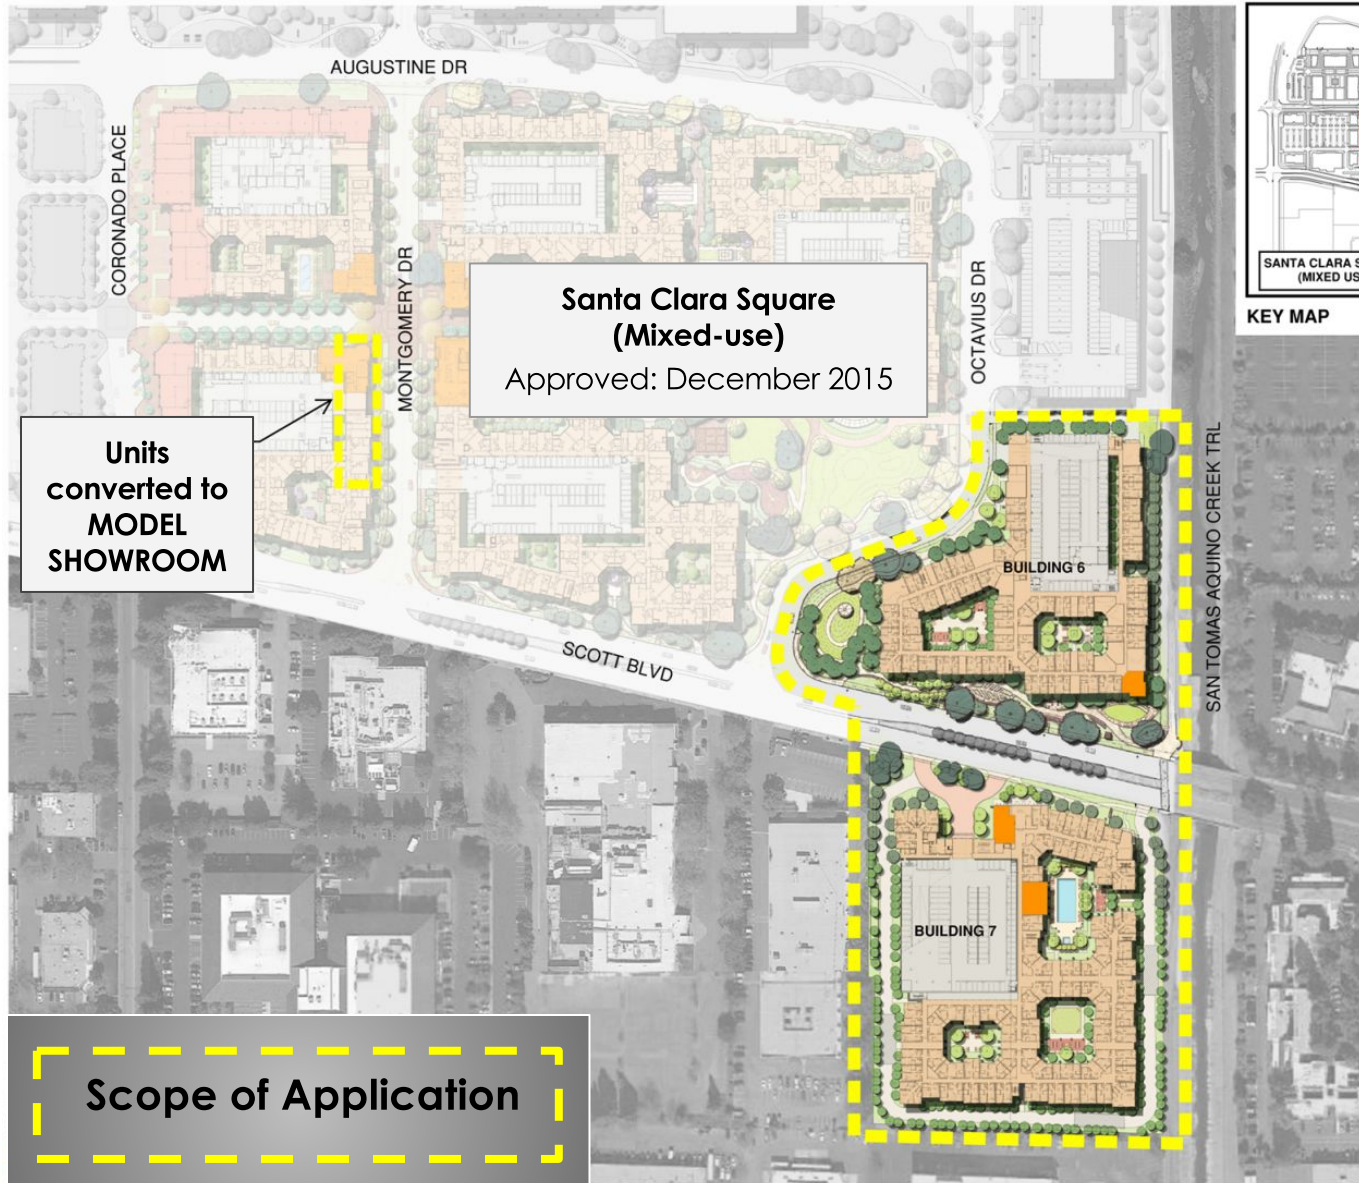 AUGUSTINE DR
CORONADO PLACE
MONTGOMERY DR
OCTAVIUS DR
Santa Clara Square
(Mixed-use)
Approved: December 2015
SANTA CLARA S
(MIXED US
KEY MAP
Units
converted to
MODEL
SHOWROOM
SCOTT BLVD
SAN TOMAS AQUINO CREEK TRL
BUILDING 6
BUILDING 7
Scope of Application